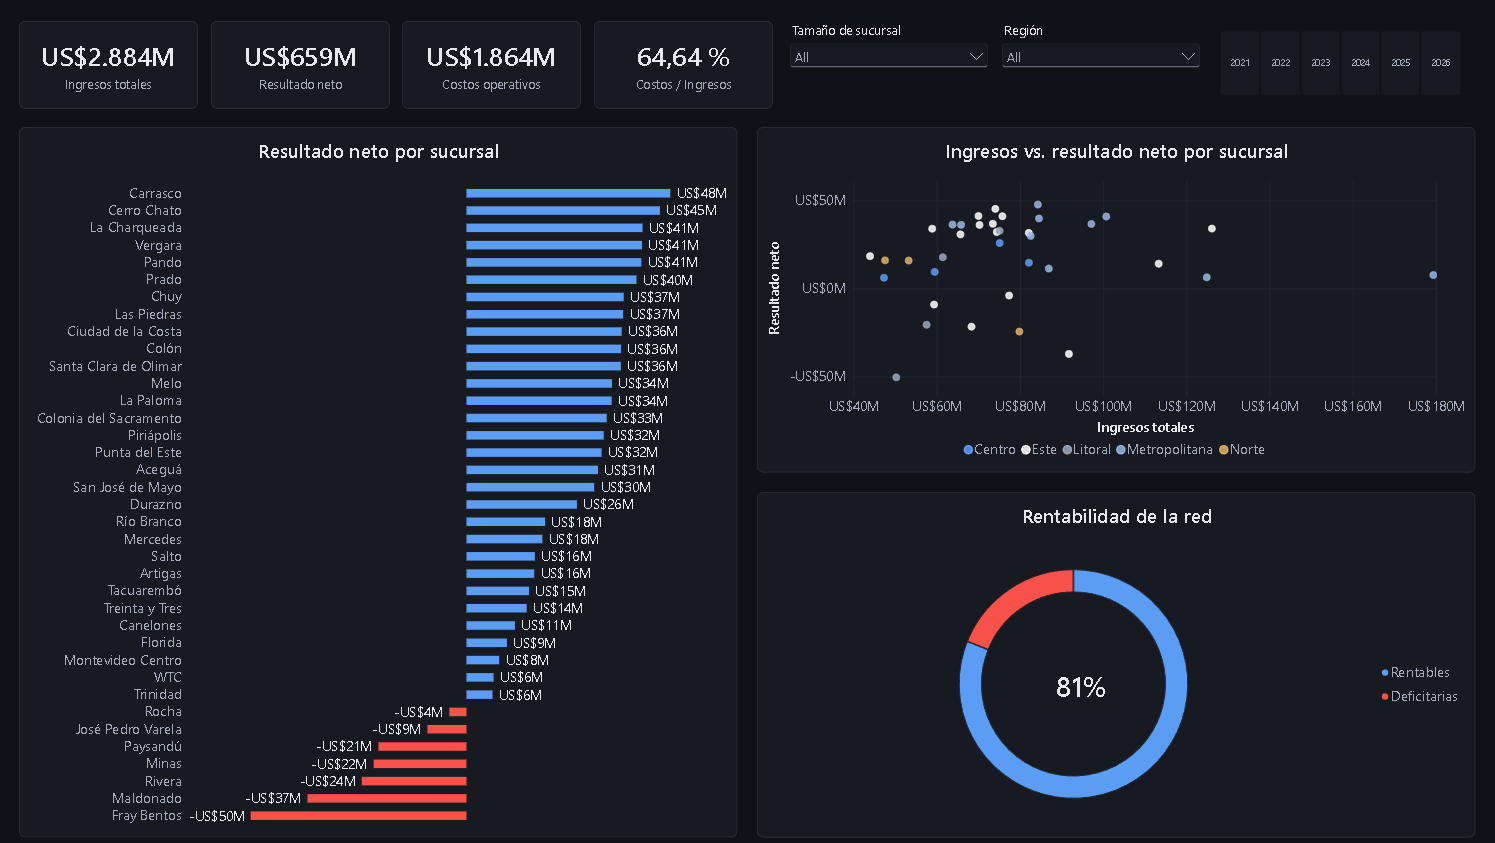 US$2.884M
Ingresos totales
US$659M
Resultado neto
US$1.864M
Costos operativos
64,64 %
Costos / Ingresos
Tamaño de sucursal
All
Región
All
2021 2022 2023 2024 2025 2026
Resultado neto por sucursal
Carrasco US$48M
Cerro Chato US$45M
La Charqueada US$41M
Vergara US$41M
Pando US$41M
Prado US$40M
Chuy US$37M
Las Piedras US$37M
Ciudad de la Costa US$36M
Colón US$36M
Santa Clara de Olimar US$36M
Melo US$34M
La Paloma US$34M
Colonia del Sacramento US$33M
Piriápolis US$32M
Punta del Este US$32M
Aceguá US$31M
San José de Mayo US$30M
Durazno US$26M
Río Branco US$18M
Mercedes US$18M
Salto US$16M
Artigas US$16M
Tacuarembó US$15M
Treinta y Tres US$14M
Canelones US$11M
Florida US$9M
Montevideo Centro US$8M
WTC US$6M
Trinidad US$6M
Rocha -US$4M
José Pedro Varela -US$9M
Paysandú -US$21M
Minas -US$22M
Rivera -US$24M
Maldonado -US$37M
Fray Bentos -US$50M
Ingresos vs. resultado neto por sucursal
Resultado neto
US$50M
US$0M
-US$50M
US$40M US$60M US$80M US$100M US$120M US$140M US$160M US$180M
Ingresos totales
Centro Este Litoral Metropolitana Norte
Rentabilidad de la red
81%
Rentables
Deficitarias